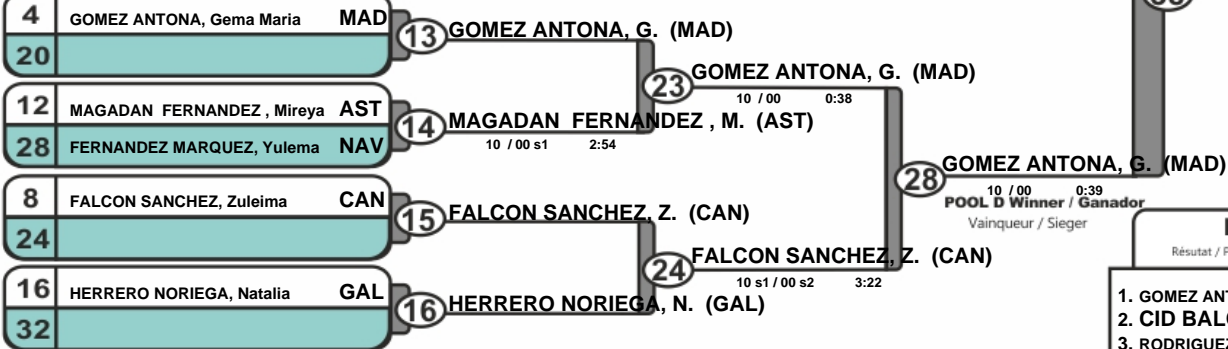 4 GOMEZ ANTONA, Gema Maria MAD
20
13 GOMEZ ANTONA, G. (MAD)
12 MAGADAN FERNANDEZ , Mireya AST
28 FERNANDEZ MARQUEZ, Yulema NAV
14 MAGADAN FERNANDEZ , M. (AST)
10 / 00 s1 2:54
23 GOMEZ ANTONA, G. (MAD)
10 / 00 0:38
8 FALCON SANCHEZ, Zuleima CAN
24
15 FALCON SANCHEZ, Z. (CAN)
16 HERRERO NORIEGA, Natalia GAL
32
16 HERRERO NORIEGA, N. (GAL)
24 FALCON SANCHEZ, Z. (CAN)
10 s1 / 00 s2 3:22
28 GOMEZ ANTONA, G. (MAD)
10 / 00 0:39
POOL D Winner / Ganador
Vainqueur / Sieger
Résutat /
1. GOMEZ
2. CID
3. RODRIGUEZ